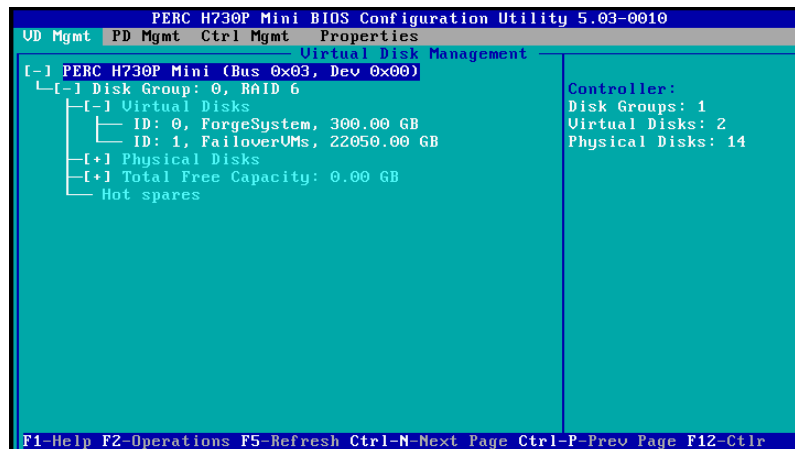 PERC H730P Mini BIOS Configuration Utility 5.03-0010
VD Mgmt PD Mgmt Ctrl Mgmt Properties
Virtual Disk Management
[-] PERC H730P Mini (Bus 0x03, Dev 0x00)
[-] Disk Group: 0, RAID 6
[-] Virtual Disks
ID: 0, ForgeSystem, 300.00 GB
ID: 1, FailoverVMs, 22050.00 GB
[+] Physical Disks
[+] Total Free Capacity: 0.00 GB
Hot spares
Controller:
Disk Groups: 1
Virtual Disks: 2
Physical Disks: 14
F1-Help F2-Operations F5-Refresh Ctrl-N-Next Page Ctrl-P-Prev Page F12-Ctlr